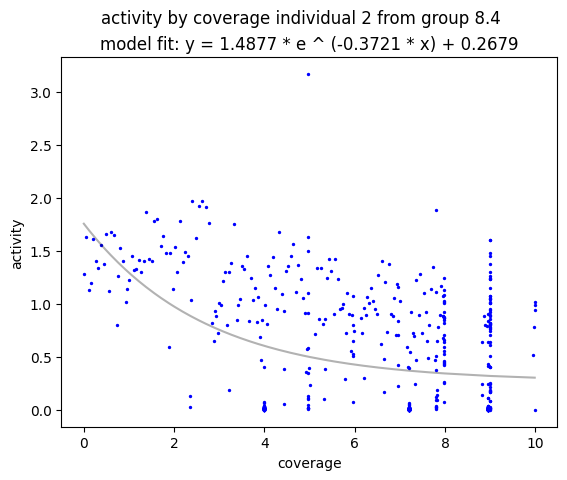 activity by coverage individual 2 from group 8.4
model fit: y = 1.4877 * e ^ (-0.3721 * x) + 0.2679
3.0
2.5
2.0
1.5
1.0
0.5
0.0
activity
0 2 4 6 8 10
coverage